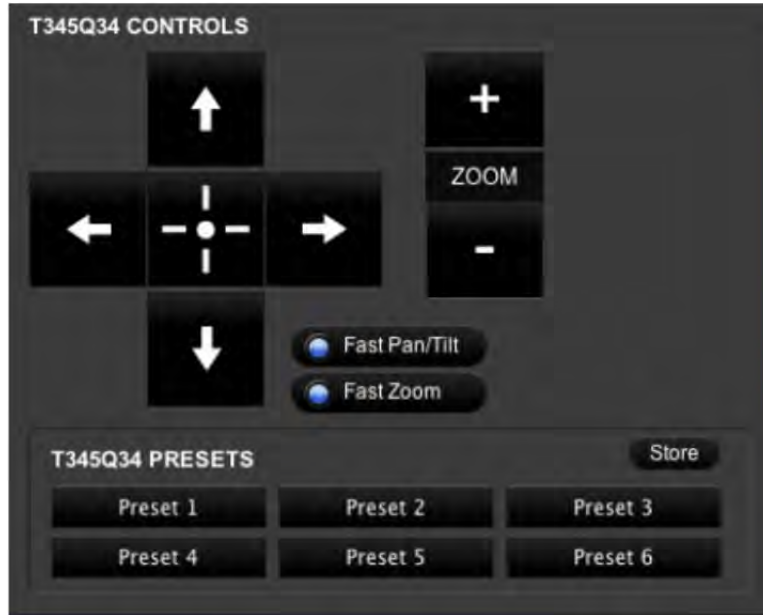 T345Q34 CONTROLS
+
ZOOM
-
Fast Pan/Tilt
Fast Zoom
T345Q34 PRESETS
Store
Preset 1 Preset 2 Preset 3
Preset 4 Preset 5 Preset 6